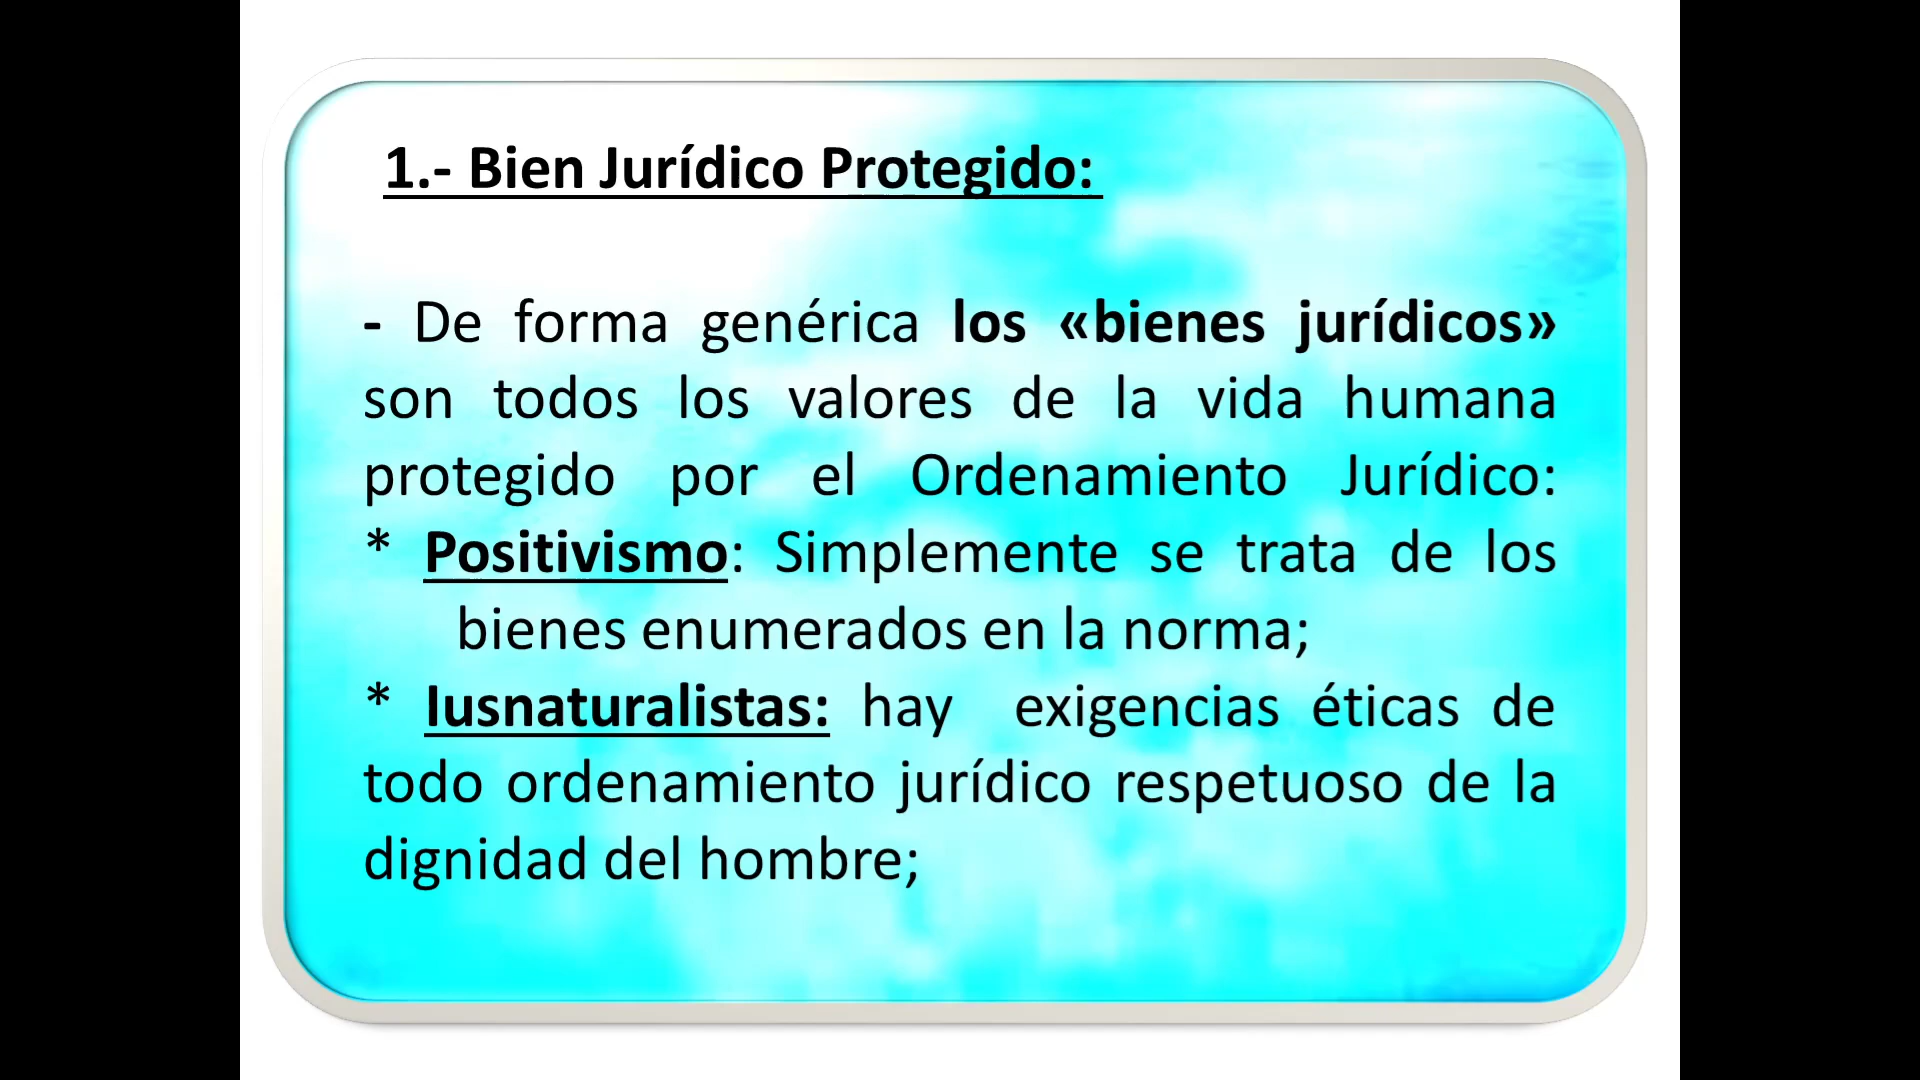 1.- Bien Jurídico Protegido:
- De forma genérica los «bienes jurídicos»
son todos los valores de la vida humana
protegido por el Ordenamiento Jurídico:
* Positivismo: Simplemente se trata de los
bienes enumerados en la norma;
* Iusnaturalistas: hay exigencias éticas de
todo ordenamiento jurídico respetuoso de la
dignidad del hombre;